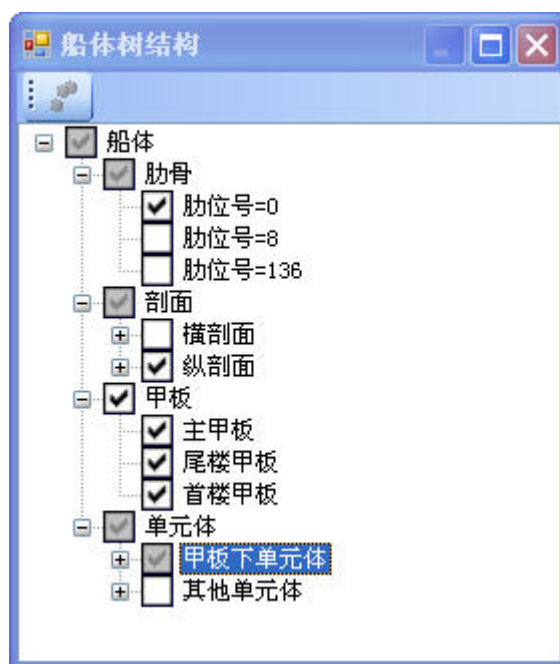 船体树结构
船体
肋骨
肋位号=0
肋位号=8
肋位号=136
剖面
横剖面
纵剖面
甲板
主甲板
尾楼甲板
首楼甲板
单元体
甲板下单元体
其他单元体